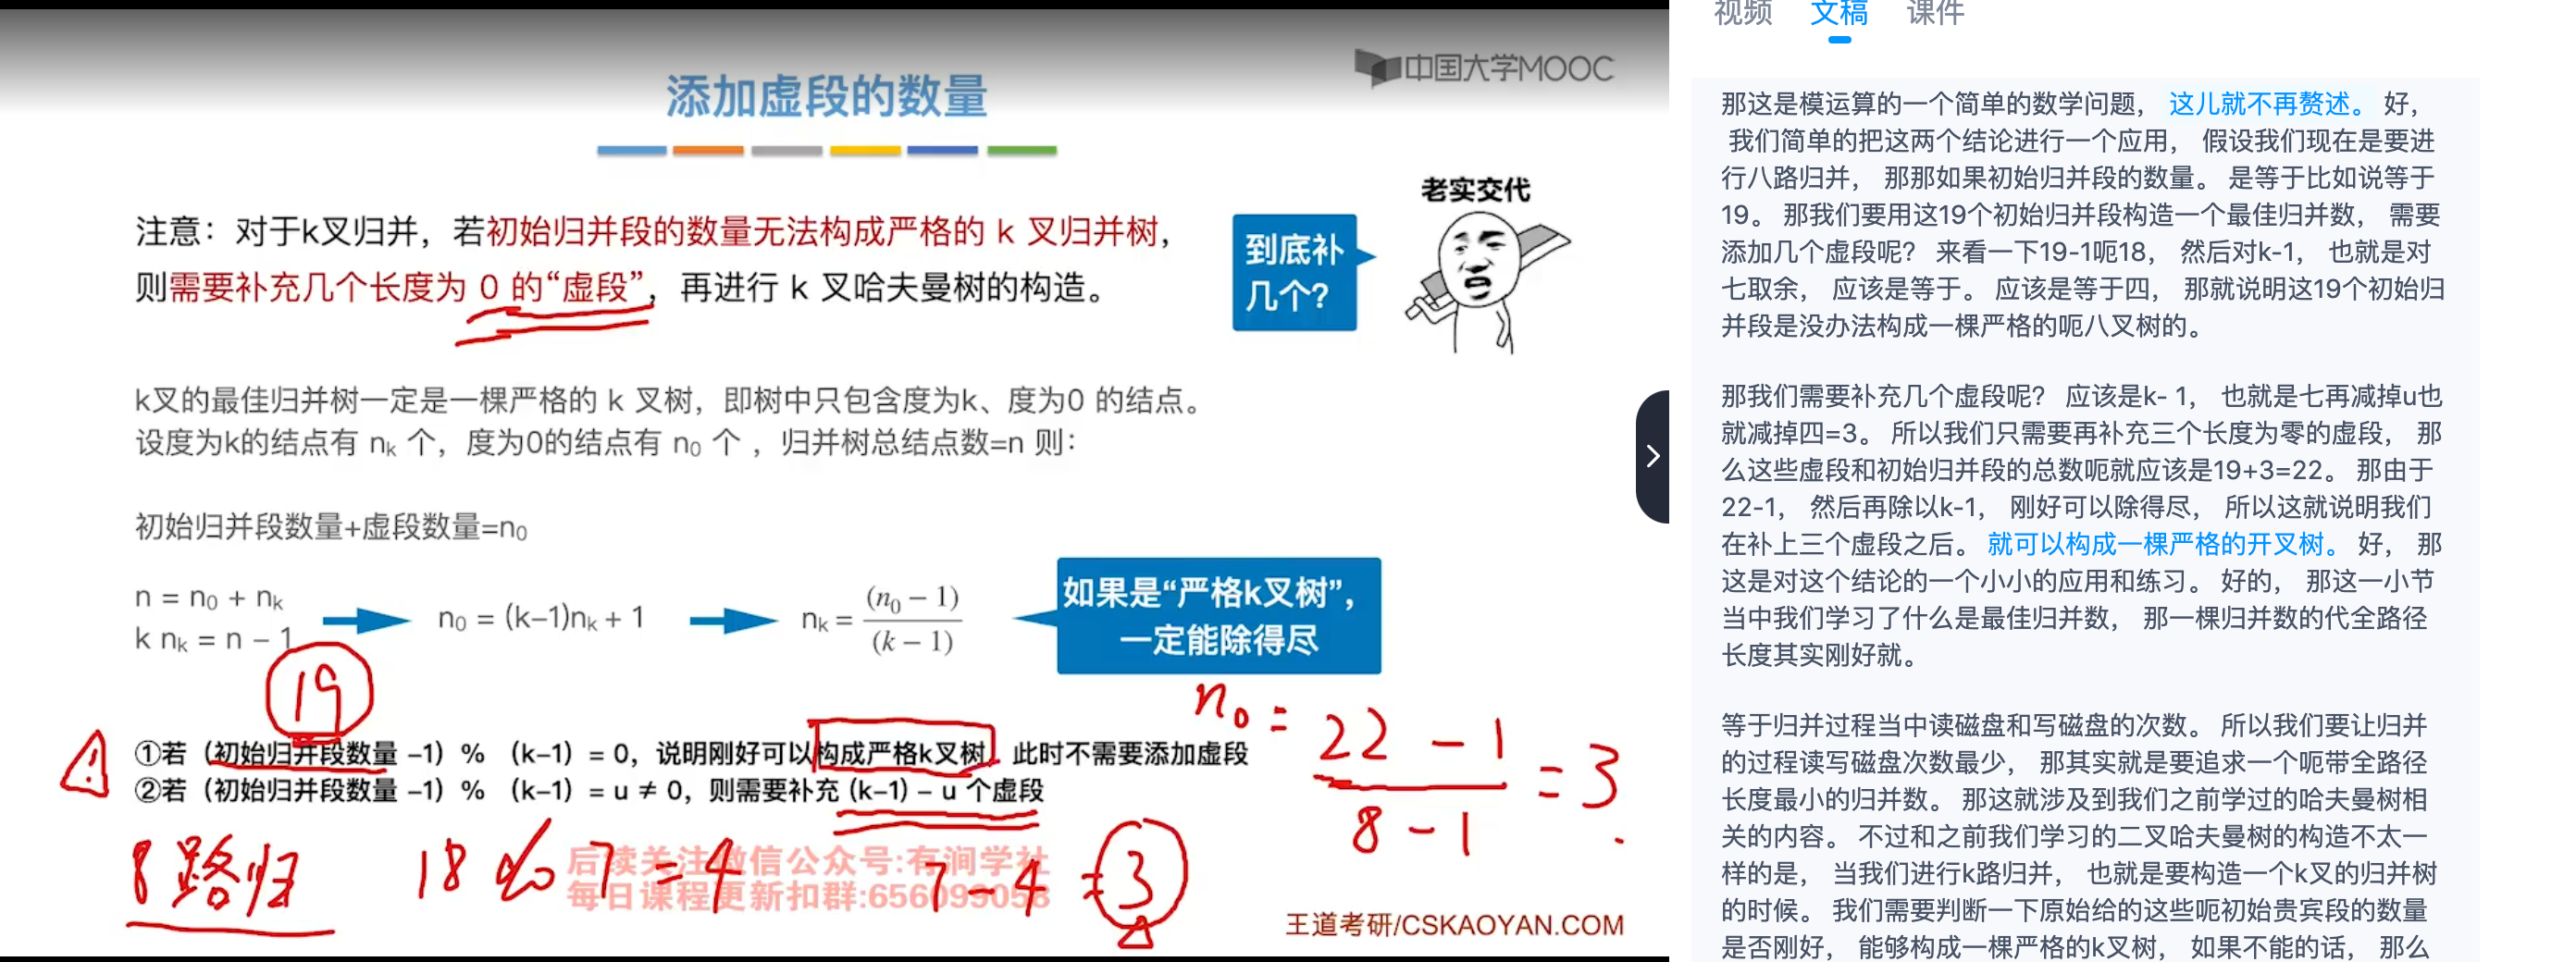 中国大学MOOC
添加虚段的数量
注意：对于k叉归并，若初始归并段的数量无法构成严格的 k 叉归并树，
则需要补充几个长度为 0 的“虚段”，再进行 k 叉哈夫曼树的构造。
老实交代
到底补
几个？
k叉的最佳归并树一定是一棵严格的 k 叉树，即树中只包含度为k、度为0 的结点。
设度为k的结点有 nk 个，度为0的结点有 n0 个 ，归并树总结点数=n 则：
初始归并段数量+虚段数量=n0
n = n0 + nk
k nk = n – 1
n0 = (k–1)nk + 1
nk = (n0 – 1) / (k – 1)
如果是“严格k叉树”，
一定能除得尽
19
n0 = 22 - 1 / 8 - 1 = 3.
①若（初始归并段数量 –1）% （k–1）= 0，说明刚好可以构成严格k叉树，此时不需要添加虚段
②若（初始归并段数量 –1）% （k–1）= u ≠ 0，则需要补充 (k–1) – u 个虚段
8路归 18 % 7 = 4 7 - 4 = 3
后续关注微信公众号:有涧学社
每日课程更新扣群:656099058
王道考研/CSKAOYAN.COM
视频 文稿 课件
那这是模运算的一个简单的数学问题， 这儿就不再赘述。 好，
我们简单的把这两个结论进行一个应用， 假设我们现在是要进
行八路归并， 那那如果初始归并段的数量。 是等于比如说等于
19。 那我们要用这19个初始归并段构造一个最佳归并数， 需要
添加几个虚段呢？ 来看一下19-1呃18， 然后对k-1， 也就是对
七取余， 应该是等于。 应该是等于四， 那就说明这19个初始归
并段是没办法构成一棵严格的呃八叉树的。
那我们需要补充几个虚段呢？ 应该是k- 1， 也就是七再减掉u也
就减掉四=3。 所以我们只需要再补充三个长度为零的虚段， 那
么这些虚段和初始归并段的总数呃就应该是19+3=22。 那由于
22-1， 然后再除以k-1， 刚好可以除得尽， 所以这就说明我们
在补上三个虚段之后。 就可以构成一棵严格的开叉树。 好， 那
这是对这个结论的一个小小的应用和练习。 好的， 那这一小节
当中我们学习了什么是最佳归并数， 那一棵归并数的代全路径
长度其实刚好就。
等于归并过程当中读磁盘和写磁盘的次数。 所以我们要让归并
的过程读写磁盘次数最少， 那其实就是要追求一个呃带全路径
长度最小的归并数。 那这就涉及到我们之前学过的哈夫曼树相
关的内容。 不过和之前我们学习的二叉哈夫曼树的构造不太一
样的是， 当我们进行k路归并， 也就是要构造一个k叉的归并树
的时候。 我们需要判断一下原始给的这些呃初始贵宾段的数量
是否刚好， 能够构成一棵严格的k叉树， 如果不能的话， 那么